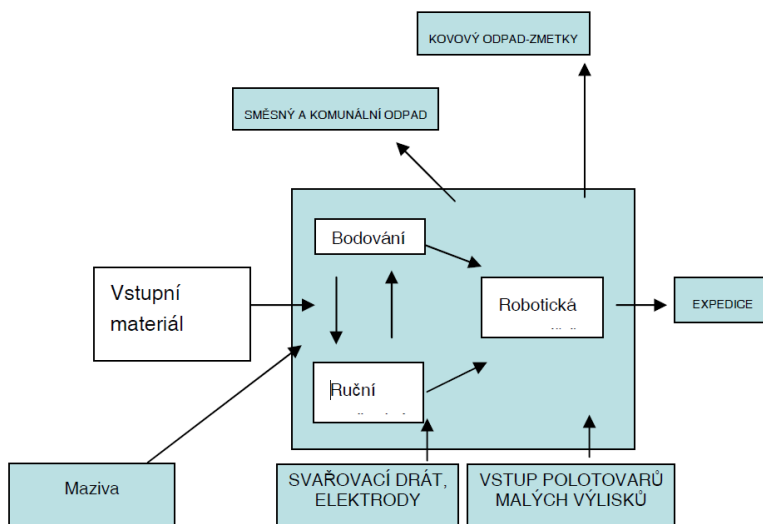 KOVOVÝ ODPAD-ZMETKY
SMĚSNÝ A KOMUNÁLNÍ ODPAD
Bodování
Vstupní
materiál
Robotická
EXPEDICE
Ruční
Maziva
SVAŘOVACÍ DRÁT,
ELEKTRODY
VSTUP POLOTOVARŮ
MALÝCH VÝLISKŮ